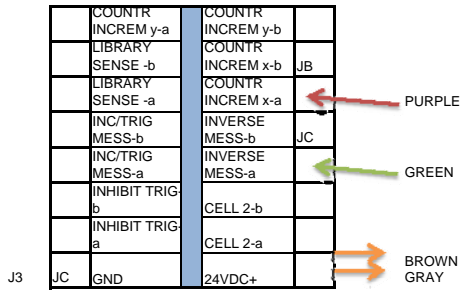 COUNTR COUNTR
INCREM y-a INCREM y-b
LIBRARY COUNTR
SENSE -b INCREM x-b JB
LIBRARY COUNTR
SENSE -a INCREM x-a PURPLE
INC/TRIG INVERSE
MESS-b MESS-b JC
INC/TRIG INVERSE
MESS-a MESS-a GREEN
INHIBIT TRIG-
b CELL 2-b
INHIBIT TRIG-
a CELL 2-a
BROWN
J3 JC GND 24VDC+ GRAY